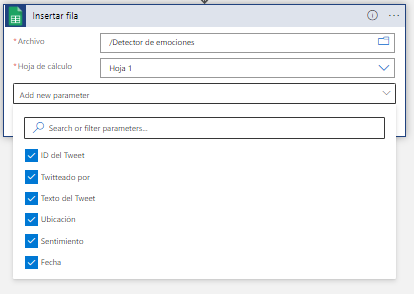 Insertar fila
* Archivo
/Detector de emociones
* Hoja de cálculo
Hoja 1
Add new parameter
Search or filter parameters...
ID del Tweet
Twitteado por
Texto del Tweet
Ubicación
Sentimiento
Fecha